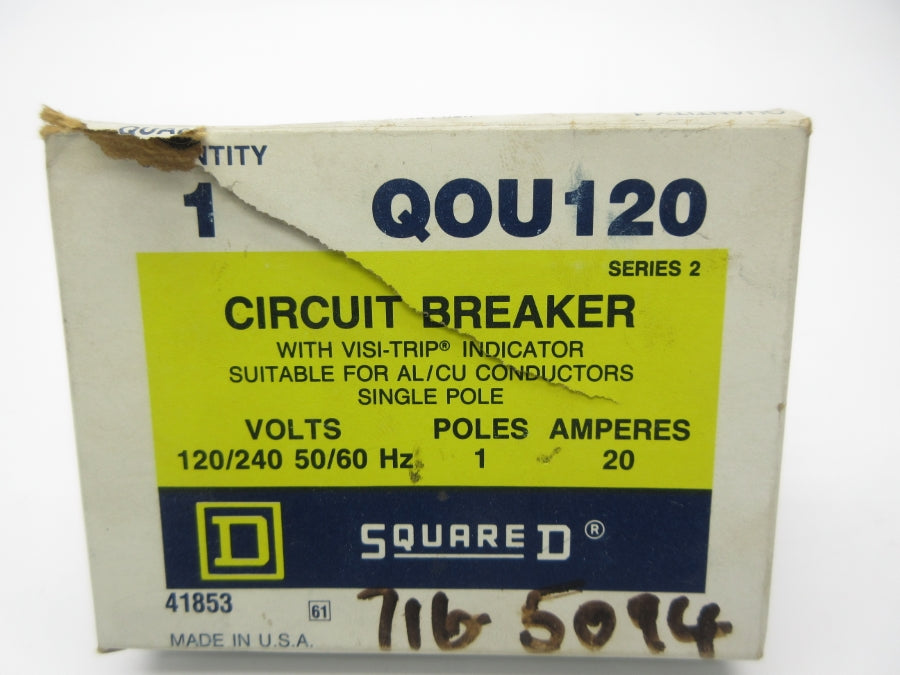 QUANTITY
1 QOU120
SERIES 2
CIRCUIT BREAKER
WITH VISI-TRIP® INDICATOR
SUITABLE FOR AL/CU CONDUCTORS
SINGLE POLE
VOLTS POLES AMPERES
120/240 50/60 Hz 1 20
D SQUARE D ®
41853 61 716 5094
MADE IN U.S.A.